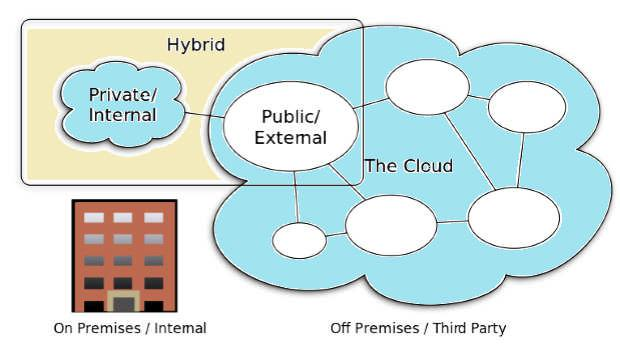 Hybrid
Private/
Internal
Public/
External
The Cloud
On Premises / Internal
Off Premises / Third Party